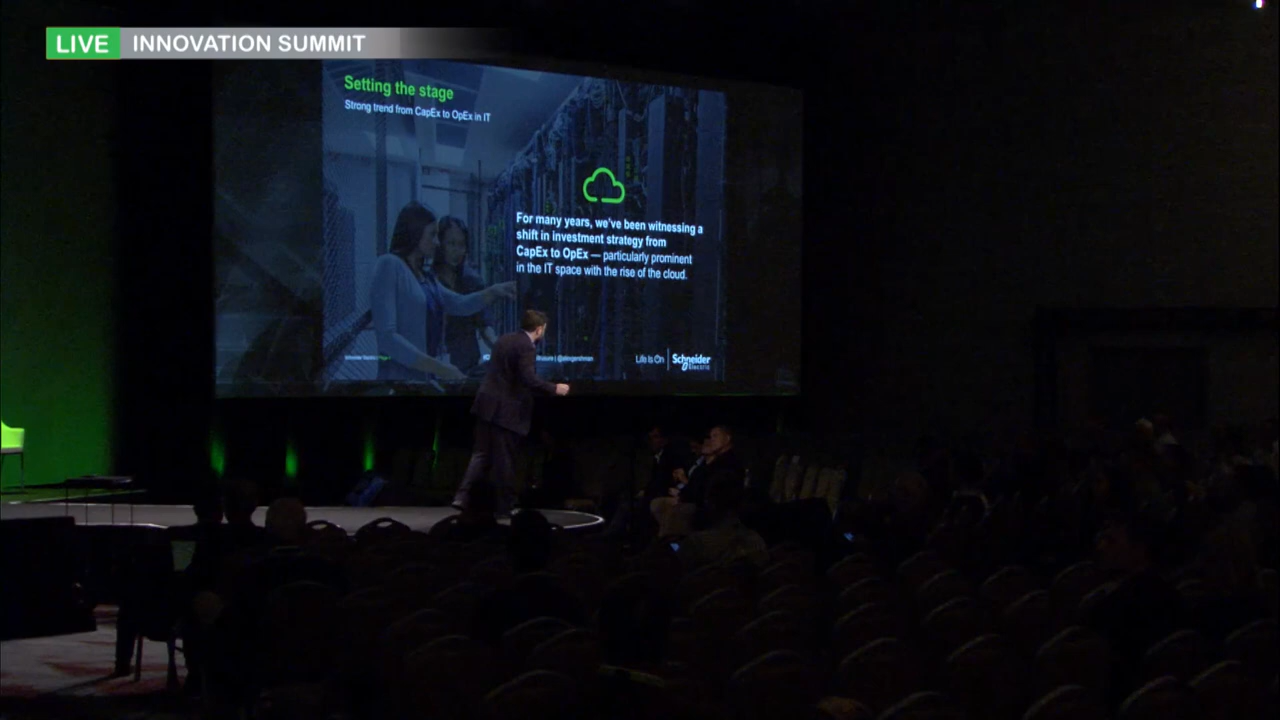 LIVE INNOVATION SUMMIT
Setting the stage
Strong trend from CapEx to OpEx in IT
For many years, we've been witnessing a
shift in investment strategy from
CapEx to OpEx — particularly prominent
in the IT space with the rise of the cloud.
Life Is On Schneider
Electric